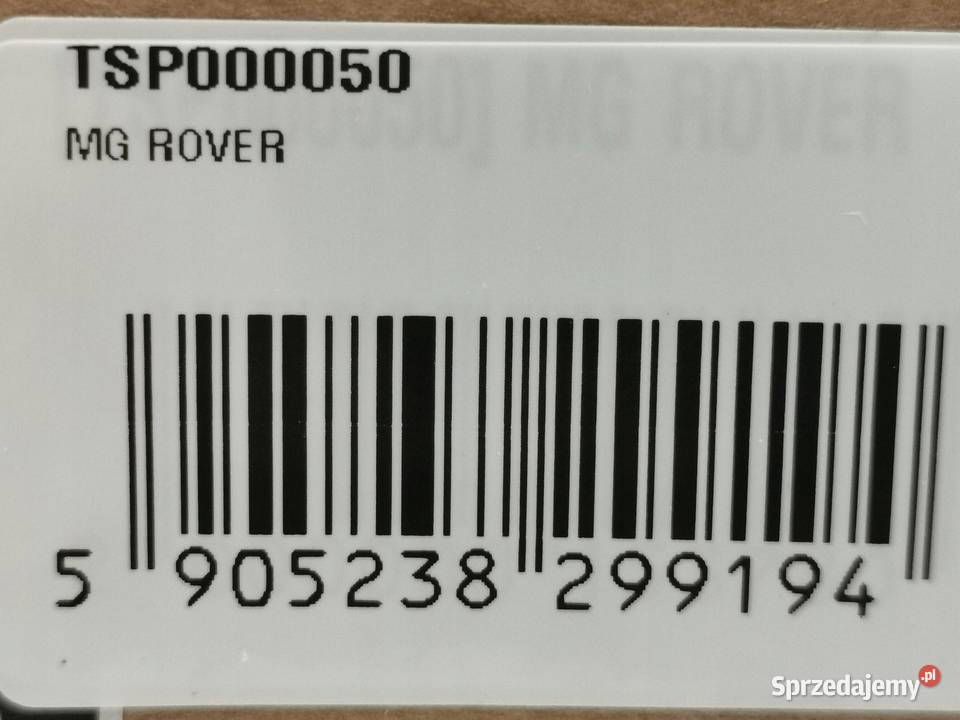 TSP000050
MG ROVER
5 905238 299194
Sprzedajemy.pl